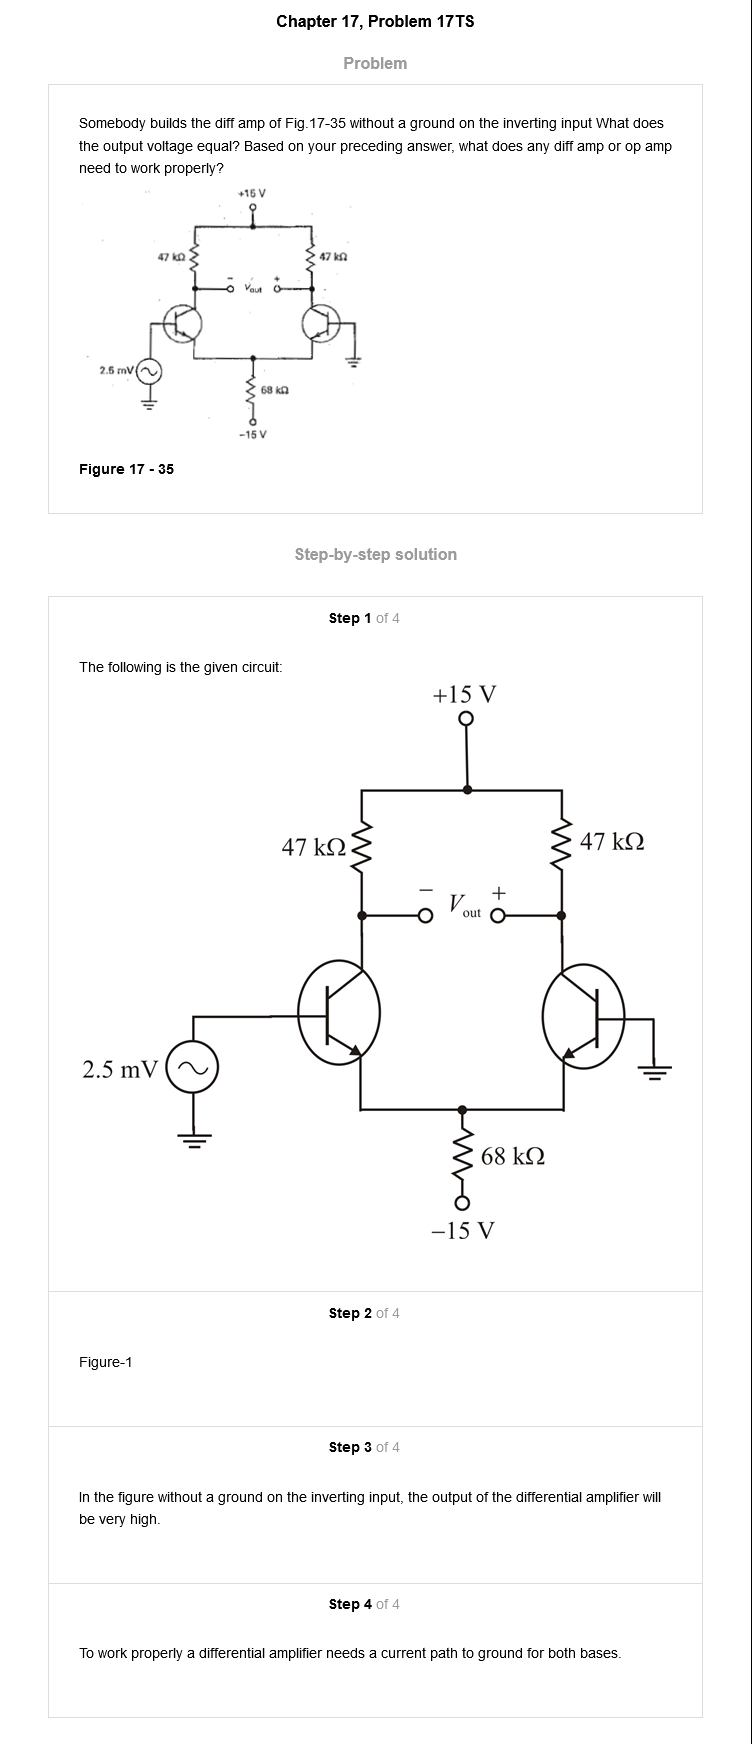 Chapter 17, Problem 17TS
Problem
Somebody builds the diff amp of Fig.17-35 without a ground on the inverting input What does
the output voltage equal? Based on your preceding answer, what does any diff amp or op amp
need to work properly?
+15 V
47 kΩ
47 kΩ
− Vout +
2.5 mV
68 kΩ
−15 V
Figure 17 - 35
Step-by-step solution
Step 1 of 4
The following is the given circuit:
+15 V
47 kΩ
47 kΩ
− Vout +
2.5 mV
68 kΩ
−15 V
Step 2 of 4
Figure-1
Step 3 of 4
In the figure without a ground on the inverting input, the output of the differential amplifier will
be very high.
Step 4 of 4
To work properly a differential amplifier needs a current path to ground for both bases.